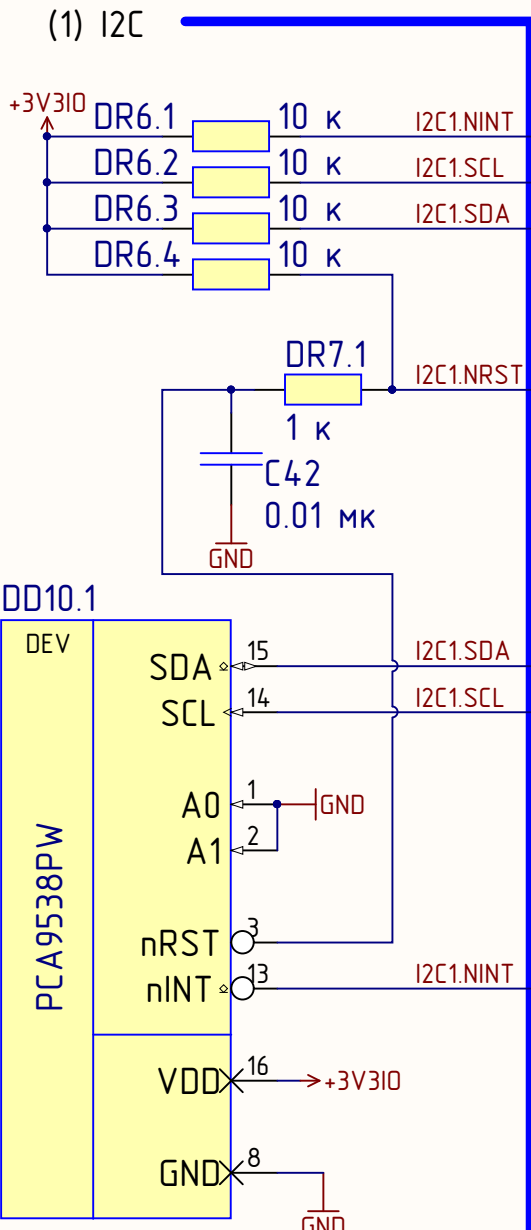 (1) I2C
+3V3IO
DR6.1 10 к I2C1.NINT
DR6.2 10 к I2C1.SCL
DR6.3 10 к I2C1.SDA
DR6.4 10 к
DR7.1 I2C1.NRST
1 к
C42
0.01 мк
GND
DD10.1
DEV
SDA 15 I2C1.SDA
SCL 14 I2C1.SCL
A0 1 GND
A1 2
PCA9538PW
nRST 3
nINT 13 I2C1.NINT
VDD 16 +3V3IO
GND 8
GND